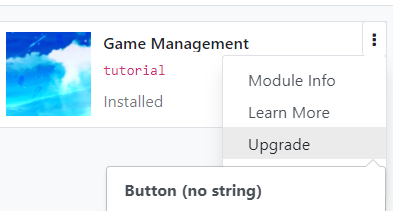 Game Management
tutorial
Installed
Module Info
Learn More
Upgrade
Button (no string)